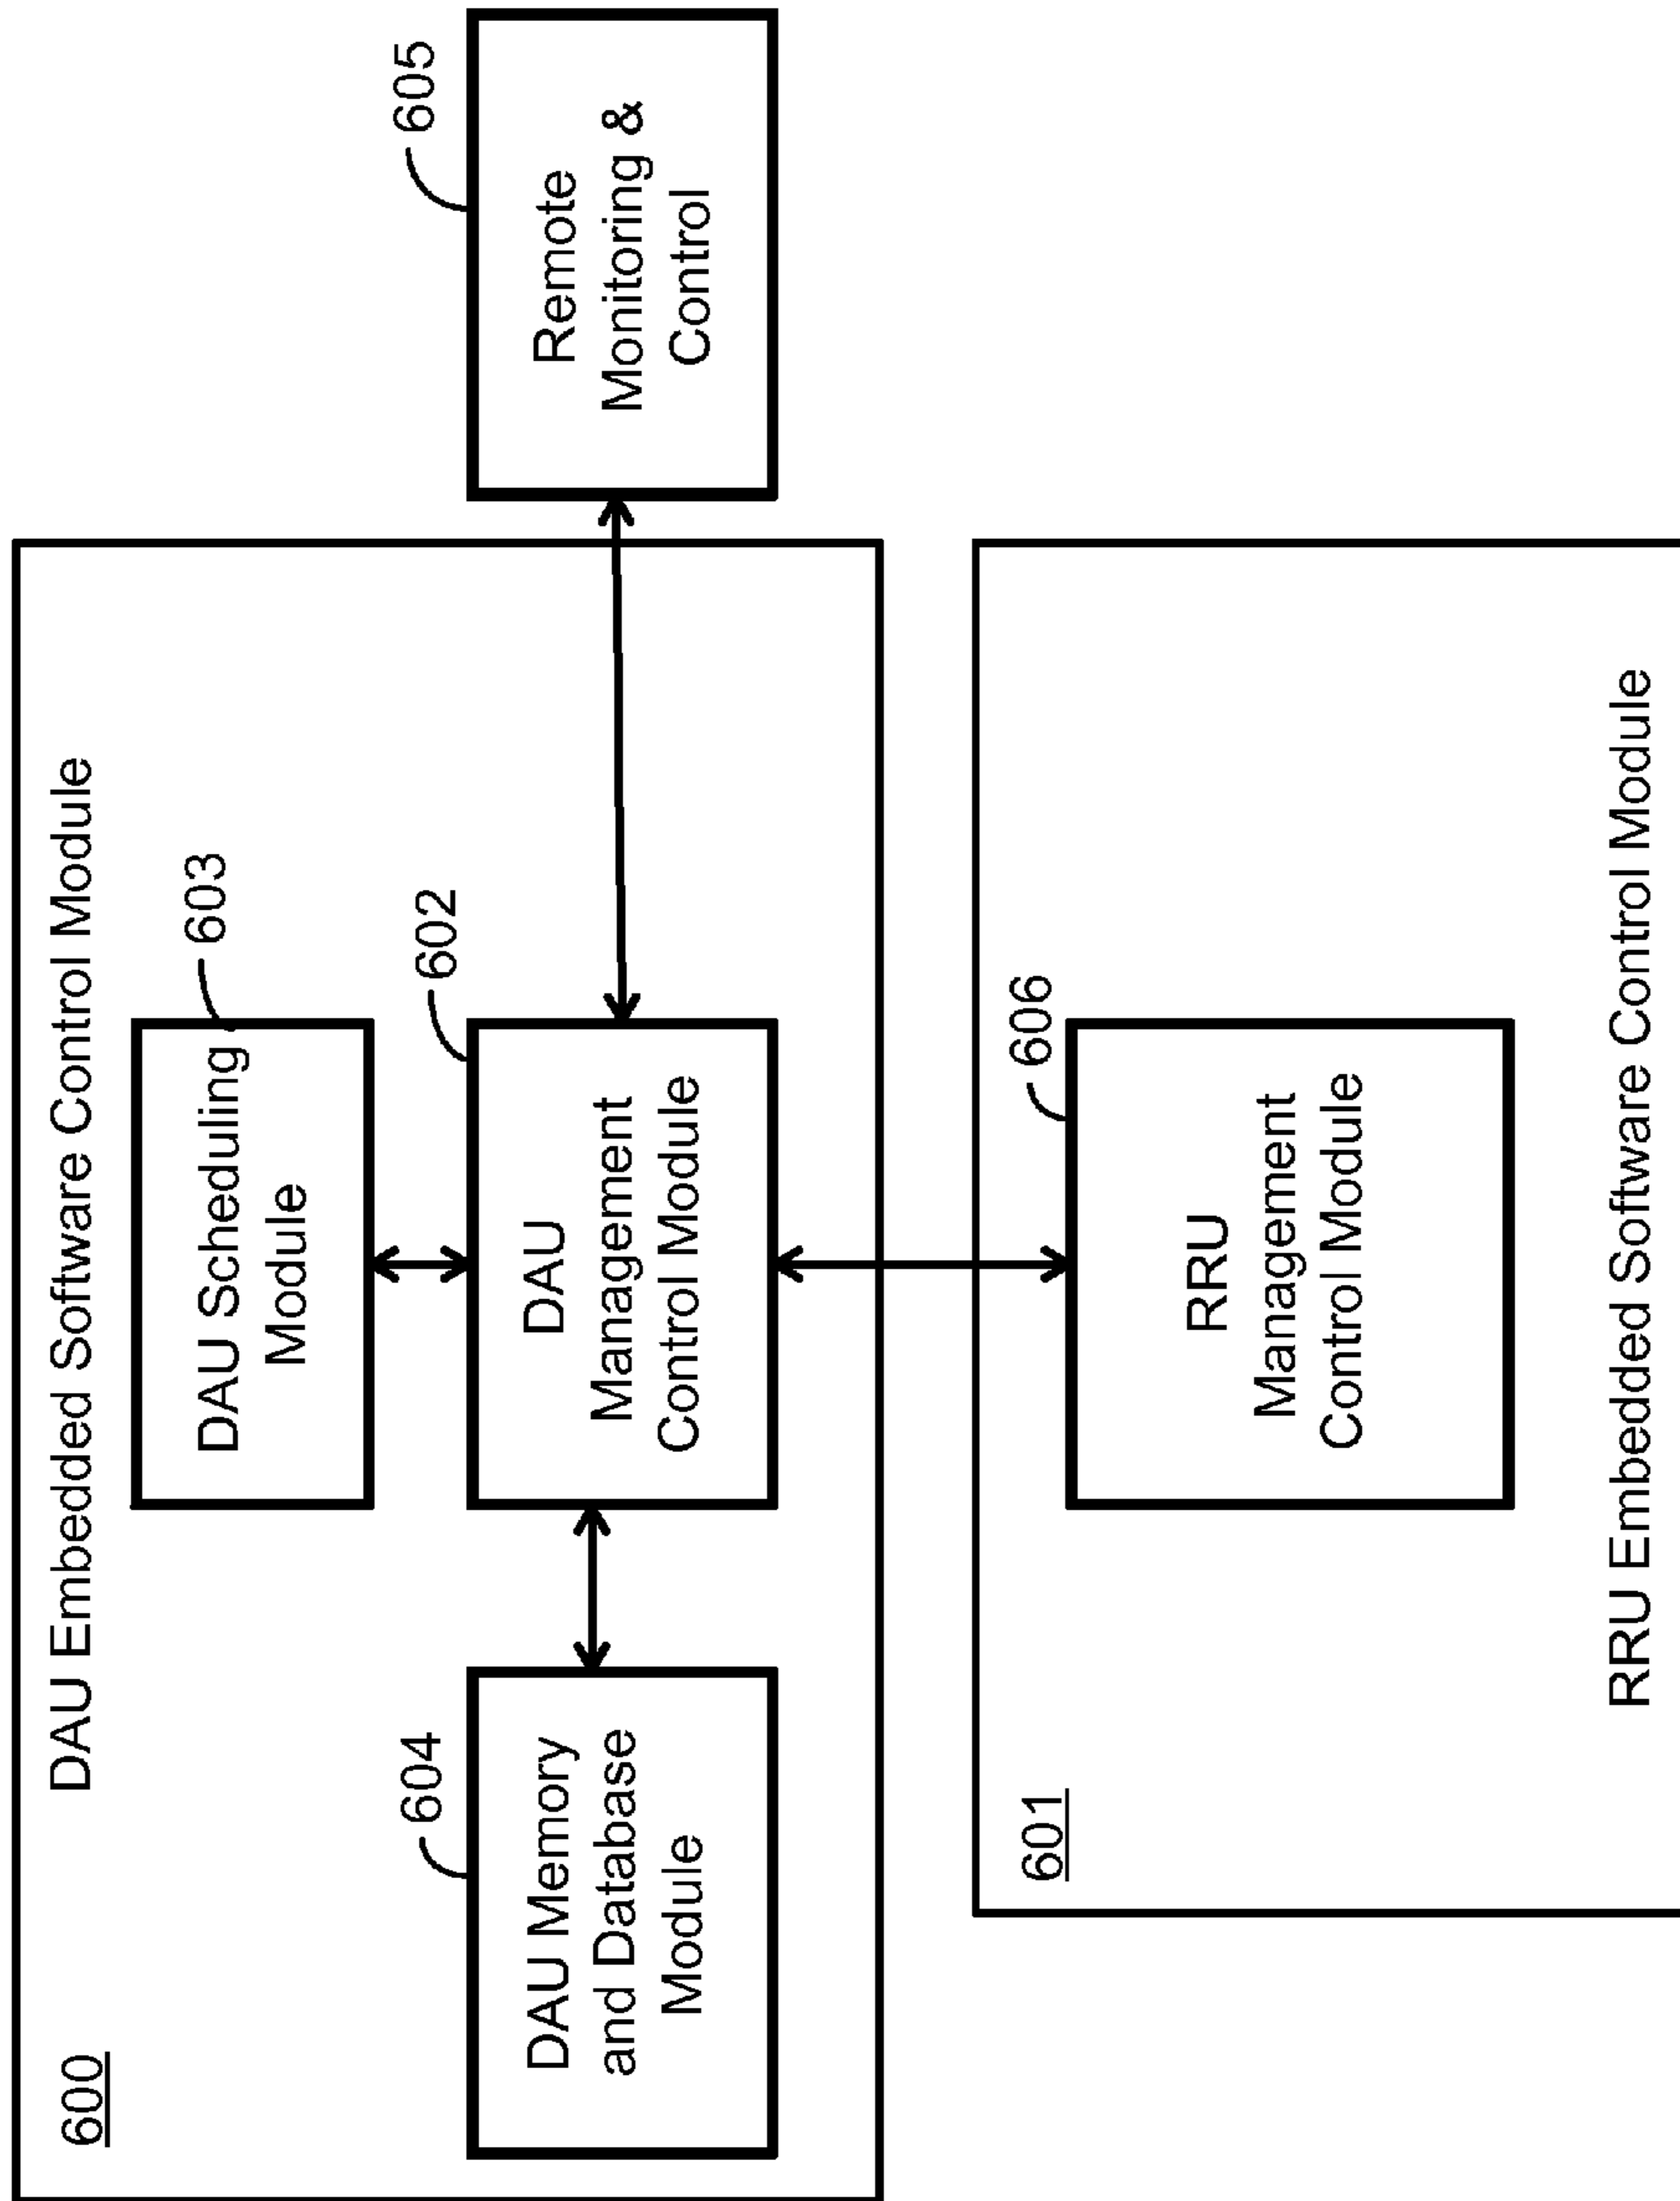 600
DAU Embedded Software Control Module
603
DAU Scheduling
Module
604
DAU Memory
and Database
Module
602
DAU
Management
Control Module
605
Remote
Monitoring &
Control
601
606
RRU
Management
Control Module
RRU Embedded Software Control Module